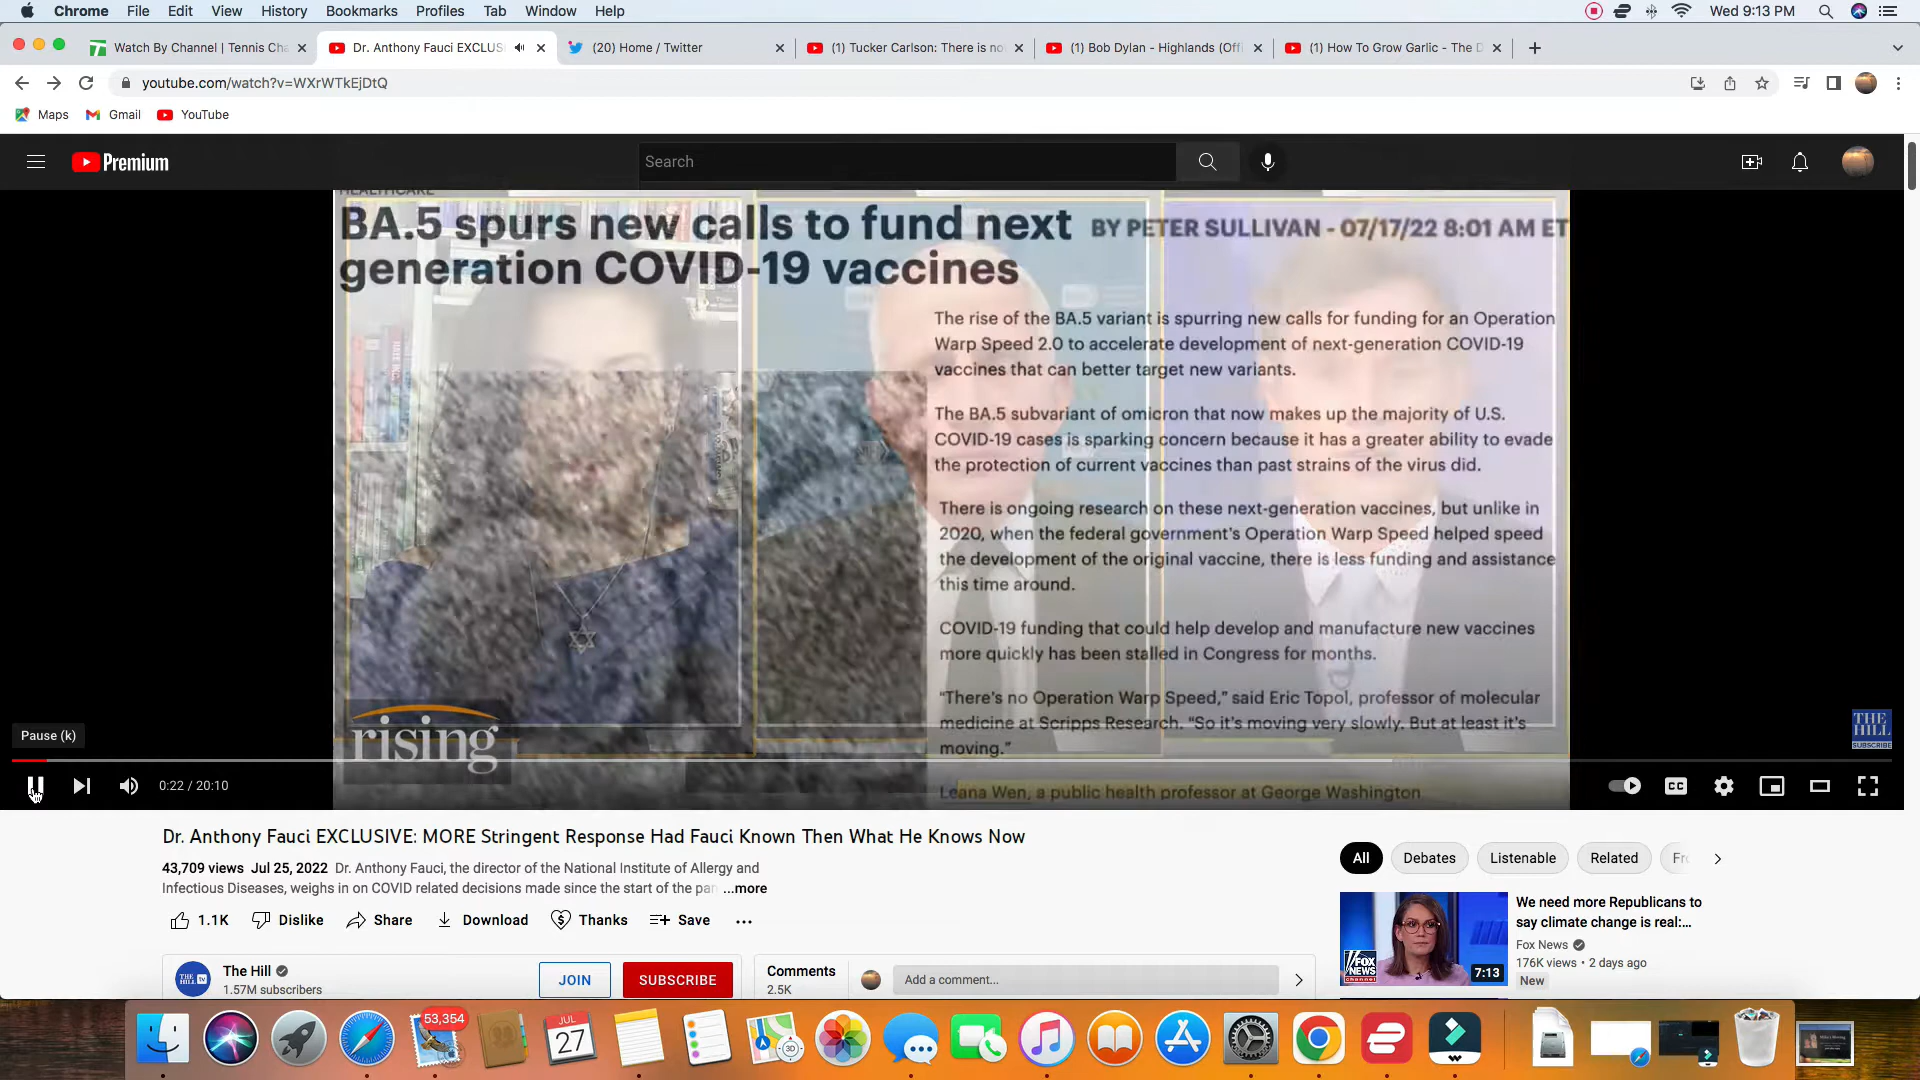 Chrome File Edit View History Bookmarks Profiles Tab Window Help Wed 9:13 PM
Watch By Channel | Tennis Cha Dr. Anthony Fauci EXCLUS (20) Home / Twitter (1) Tucker Carlson: There is no (1) Bob Dylan - Highlands (Offi (1) How To Grow Garlic - The D
youtube.com/watch?v=WXrWTkEjDtQ
Maps Gmail YouTube
Premium Search
HEALTHCARE
BA.5 spurs new calls to fund next
generation COVID-19 vaccines
BY PETER SULLIVAN - 07/17/22 8:01 AM ET
The rise of the BA.5 variant is spurring new calls for funding for an Operation
Warp Speed 2.0 to accelerate development of next-generation COVID-19
vaccines that can better target new variants.
The BA.5 subvariant of omicron that now makes up the majority of U.S.
COVID-19 cases is sparking concern because it has a greater ability to evade
the protection of current vaccines than past strains of the virus did.
There is ongoing research on these next-generation vaccines, but unlike in
2020, when the federal government's Operation Warp Speed helped speed
the development of the original vaccine, there is less funding and assistance
this time around.
COVID-19 funding that could help develop and manufacture new vaccines
more quickly has been stalled in Congress for months.
“There's no Operation Warp Speed,” said Eric Topol, professor of molecular
medicine at Scripps Research. “So it's moving very slowly. But at least it's
moving.”
Leana Wen, a public health professor at George Washington
rising
THE
HILL
SUBSCRIBE
Pause (k)
0:22 / 20:10
CC
Dr. Anthony Fauci EXCLUSIVE: MORE Stringent Response Had Fauci Known Then What He Knows Now
43,709 views Jul 25, 2022 Dr. Anthony Fauci, the director of the National Institute of Allergy and
Infectious Diseases, weighs in on COVID related decisions made since the start of the pan ...more
1.1K Dislike Share Download Thanks Save
The Hill
1.57M subscribers
JOIN SUBSCRIBE
Comments
2.5K
Add a comment...
All Debates Listenable Related Fro
We need more Republicans to
say climate change is real:...
Fox News
176K views • 2 days ago
New
FOX
NEWS
channel
7:13
53,354
JUL
27
3D